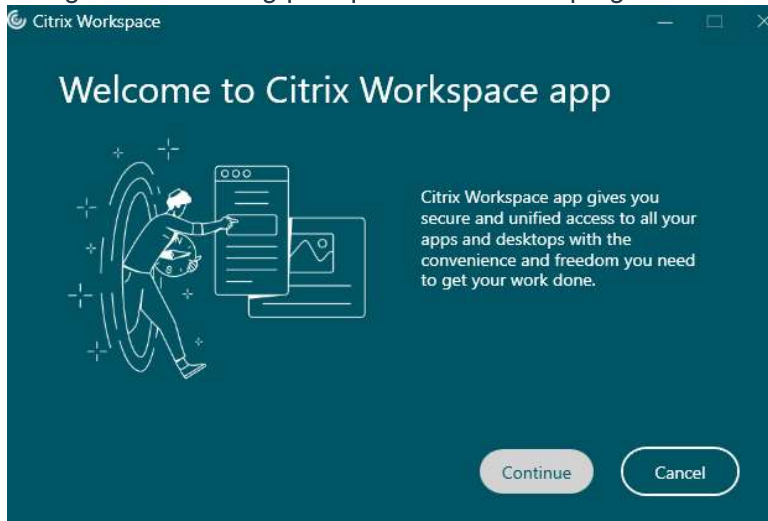 Citrix Workspace
Welcome to Citrix Workspace app
N
S
Citrix Workspace app gives you
secure and unified access to all your
apps and desktops with the
convenience and freedom you need
to get your work done.
Continue
Cancel